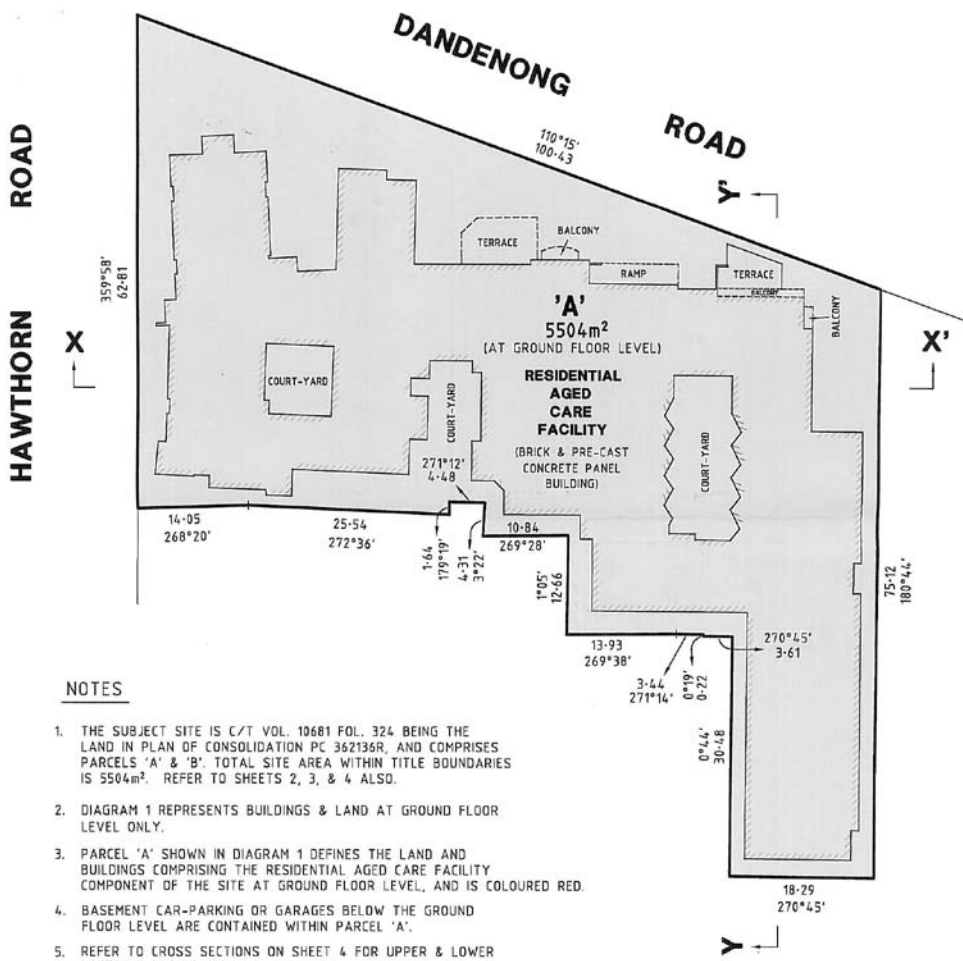 DANDENONG
ROAD
HAWTHORN ROAD
110°15'
100·43
359°58'
62·81
Y'
X
X'
TERRACE
BALCONY
RAMP
TERRACE
BALCONY
BALCONY
'A'
5504m²
(AT GROUND FLOOR LEVEL)
RESIDENTIAL
AGED
CARE
FACILITY
(BRICK & PRE-CAST
CONCRETE PANEL
BUILDING)
COURT-YARD
COURT-YARD
COURT-YARD
271°12'
4·48
14·05
268°20'
25·54
272°36'
1·64
179°19'
4·31
3°22'
10·84
269°28'
1°05'
12·66
75·12
180°44'
13·93
269°38'
3·44
271°14'
0°19'
0·22
270°45'
3·61
0°44'
30·48
18·29
270°45'
Y
NOTES
1. THE SUBJECT SITE IS C/T VOL. 10681 FOL. 324 BEING THE
LAND IN PLAN OF CONSOLIDATION PC 362136R, AND COMPRISES
PARCELS 'A' & 'B'. TOTAL SITE AREA WITHIN TITLE BOUNDARIES
IS 5504m². REFER TO SHEETS 2, 3, & 4 ALSO.
2. DIAGRAM 1 REPRESENTS BUILDINGS & LAND AT GROUND FLOOR
LEVEL ONLY.
3. PARCEL 'A' SHOWN IN DIAGRAM 1 DEFINES THE LAND AND
BUILDINGS COMPRISING THE RESIDENTIAL AGED CARE FACILITY
COMPONENT OF THE SITE AT GROUND FLOOR LEVEL, AND IS COLOURED RED.
4. BASEMENT CAR-PARKING OR GARAGES BELOW THE GROUND
FLOOR LEVEL ARE CONTAINED WITHIN PARCEL 'A'.
5. REFER TO CROSS SECTIONS ON SHEET 4 FOR UPPER & LOWER